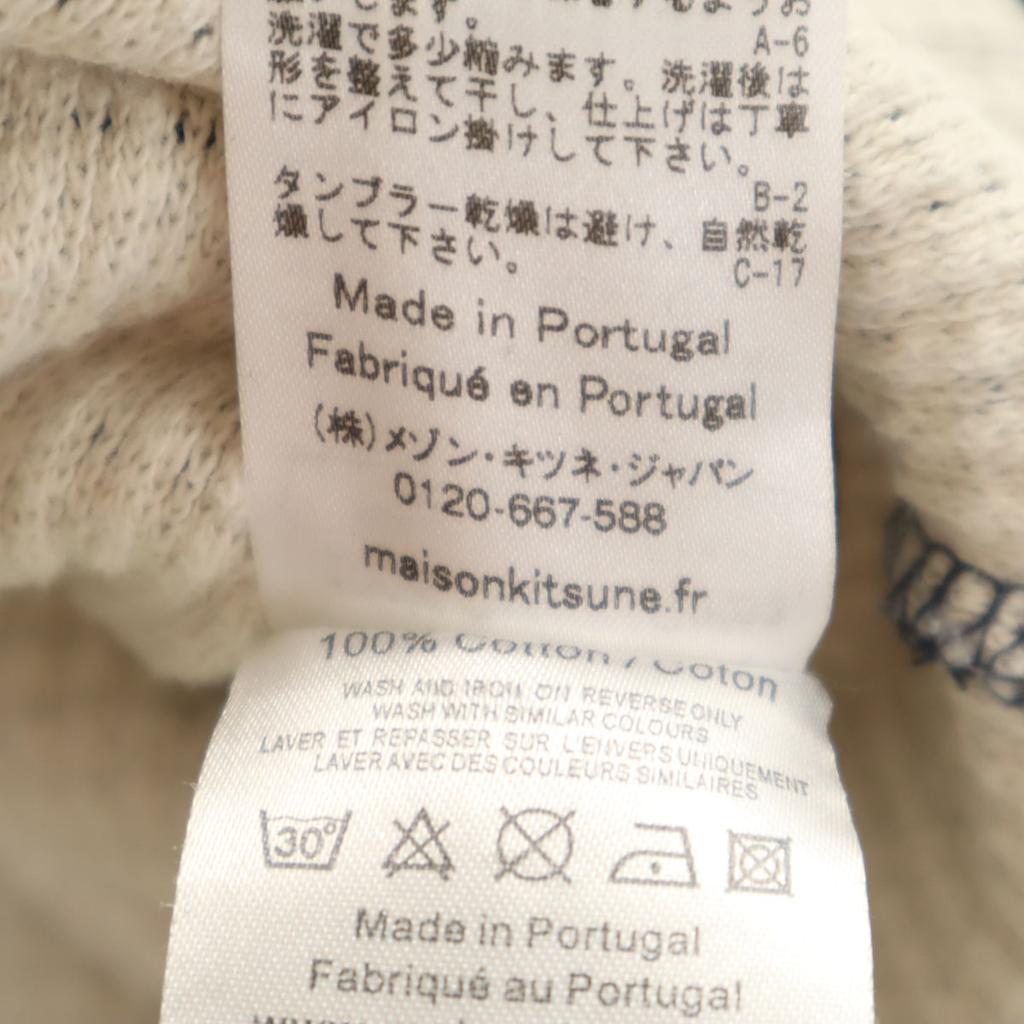 A-6
洗濯で多少縮みます。洗濯後は
形を整えて干し、仕上げは丁寧
にアイロン掛けして下さい。
B-2
タンブラー乾燥は避け、自然乾
燥して下さい。
C-17
Made in Portugal
Fabriqué en Portugal
(株)メゾン・キツネ・ジャパン
0120-667-588
maisonkitsune.fr
100% Cotton / Coton
WASH AND IRON ON REVERSE ONLY
WASH WITH SIMILAR COLOURS
LAVER ET REPASSER SUR L'ENVERS UNIQUEMENT
LAVER AVEC DES COULEURS SIMILAIRES
30°
Made in Portugal
Fabriqué au Portugal